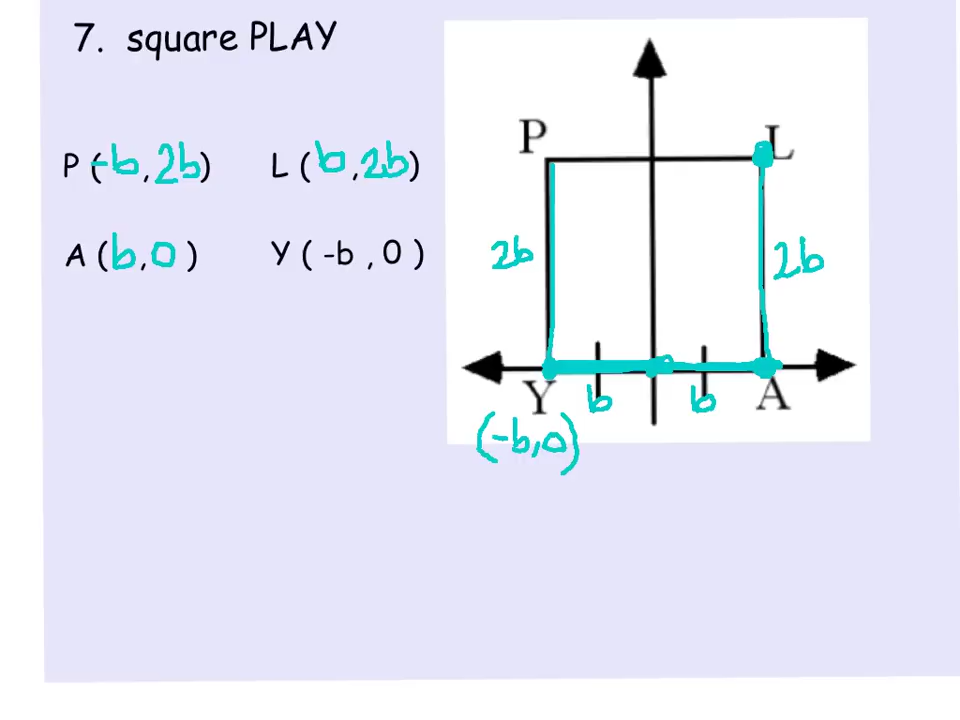 7. square PLAY
P (-b, 2b) L (b, 2b)
A (b, 0) Y ( -b , 0 )
P
L
2b
2b
Y
b
b
A
(-b, 0)